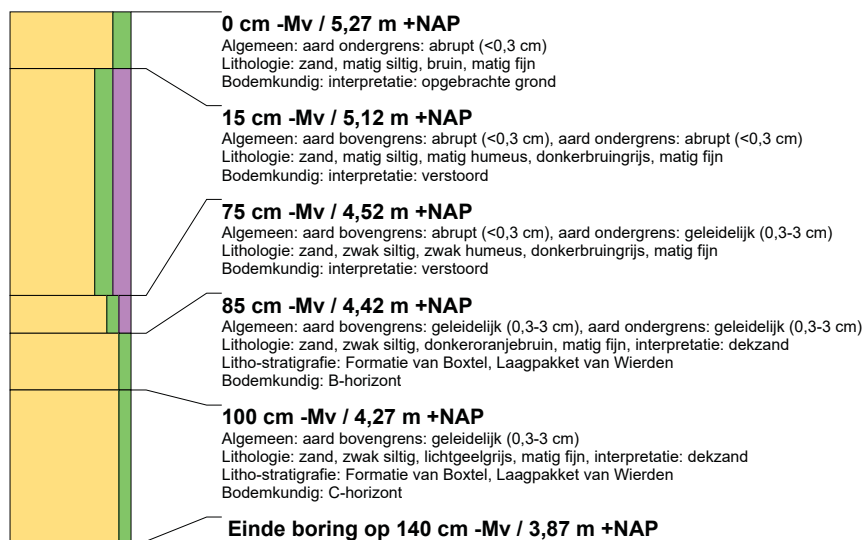 0 cm -Mv / 5,27 m +NAP
Algemeen: aard ondergrens: abrupt (<0,3 cm)
Lithologie: zand, matig siltig, bruin, matig fijn
Bodemkundig: interpretatie: opgebrachte grond
15 cm -Mv / 5,12 m +NAP
Algemeen: aard bovengrens: abrupt (<0,3 cm), aard ondergrens: abrupt (<0,3 cm)
Lithologie: zand, matig siltig, matig humeus, donkerbruingrijs, matig fijn
Bodemkundig: interpretatie: verstoord
75 cm -Mv / 4,52 m +NAP
Algemeen: aard bovengrens: abrupt (<0,3 cm), aard ondergrens: geleidelijk (0,3-3 cm)
Lithologie: zand, zwak siltig, zwak humeus, donkerbruingrijs, matig fijn
Bodemkundig: interpretatie: verstoord
85 cm -Mv / 4,42 m +NAP
Algemeen: aard bovengrens: geleidelijk (0,3-3 cm), aard ondergrens: geleidelijk (0,3-3 cm)
Lithologie: zand, zwak siltig, donkeroranjebruin, matig fijn, interpretatie: dekzand
Litho-stratigrafie: Formatie van Boxtel, Laagpakket van Wierden
Bodemkundig: B-horizont
100 cm -Mv / 4,27 m +NAP
Algemeen: aard bovengrens: geleidelijk (0,3-3 cm)
Lithologie: zand, zwak siltig, lichtgeelgrijs, matig fijn, interpretatie: dekzand
Litho-stratigrafie: Formatie van Boxtel, Laagpakket van Wierden
Bodemkundig: C-horizont
Einde boring op 140 cm -Mv / 3,87 m +NAP